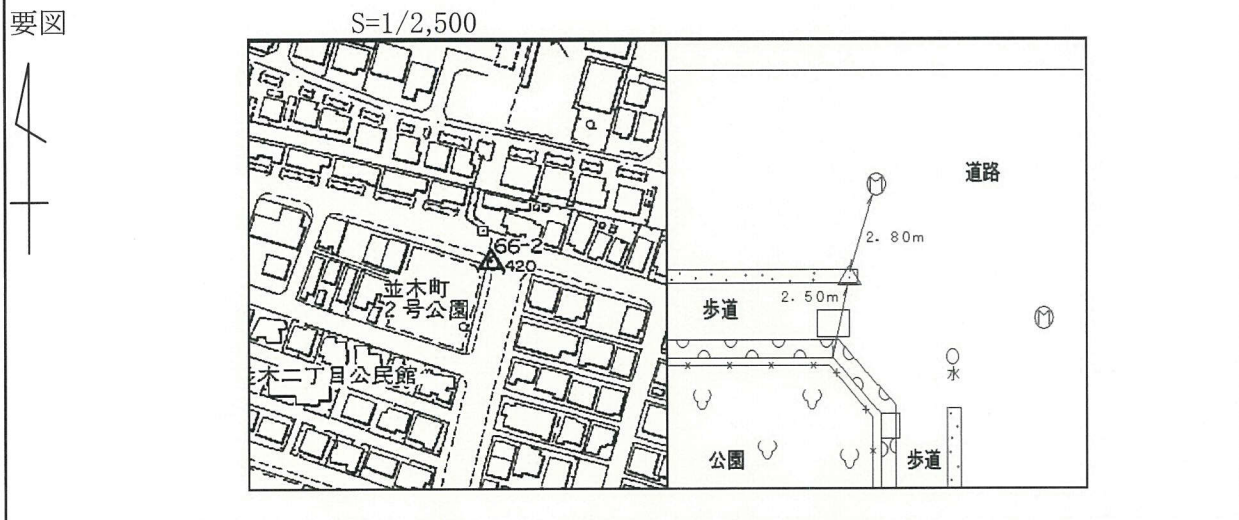 要図
S=1/2,500
66-2
420
並木町
2号公園
木二丁目公民館
道路
2.80m
2.50m
歩道
水
公園
歩道